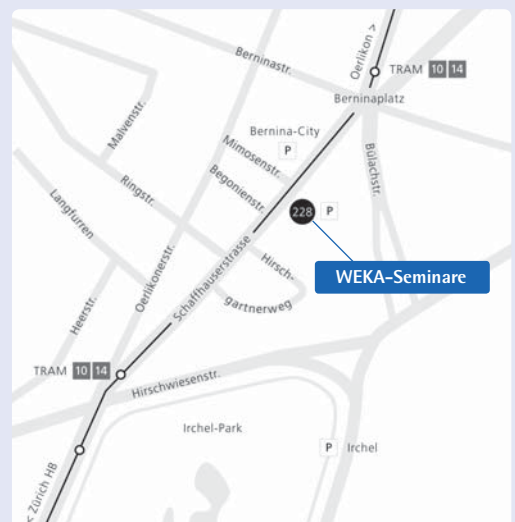 Oerlikon >
TRAM 10 14
Berninastr.
Berninaplatz
Malvenstr.
Bernina-City
P
Mimosenstr.
Bülachstr.
Begonienstr.
Ringstr.
Langfurren
228 P
Schaffhauserstrasse
Oerlikonerstr.
Hirsch-
gartnerweg
WEKA-Seminare
Heerstr.
TRAM 10 14
Hirschwiesenstr.
Irchel-Park
P Irchel
< Zürich HB